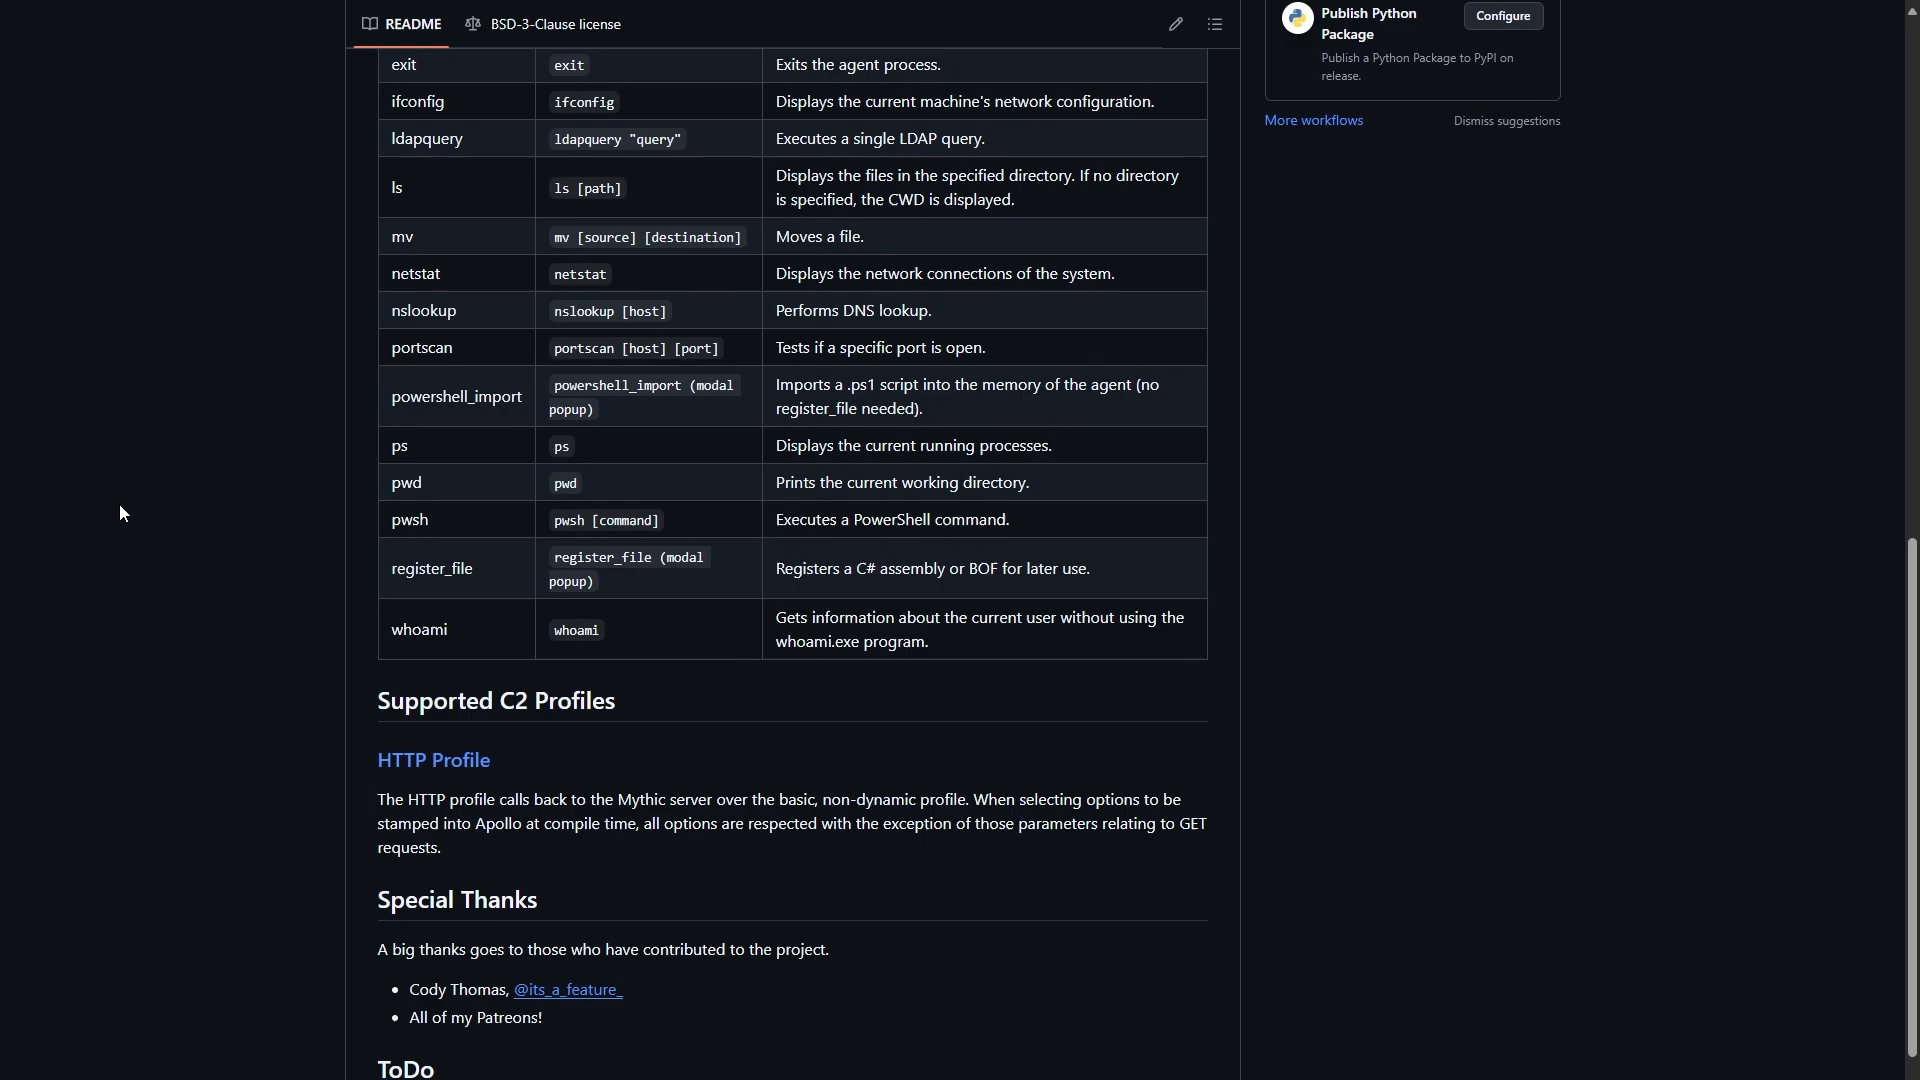 README
BSD-3-Clause license
exit
exit
Exits the agent process.
ifconfig
ifconfig
Displays the current machine's network configuration.
ldapquery
ldapquery "query"
Executes a single LDAP query.
ls
ls [path]
Displays the files in the specified directory. If no directory
is specified, the CWD is displayed.
mv
mv [source] [destination]
Moves a file.
netstat
netstat
Displays the network connections of the system.
nslookup
nslookup [host]
Performs DNS lookup.
portscan
portscan [host] [port]
Tests if a specific port is open.
powershell_import
powershell_import (modal
popup)
Imports a .ps1 script into the memory of the agent (no
register_file needed).
ps
ps
Displays the current running processes.
pwd
pwd
Prints the current working directory.
pwsh
pwsh [command]
Executes a PowerShell command.
register_file
register_file (modal
popup)
Registers a C# assembly or BOF for later use.
whoami
whoami
Gets information about the current user without using the
whoami.exe program.
Supported C2 Profiles
HTTP Profile
The HTTP profile calls back to the Mythic server over the basic, non-dynamic profile. When selecting options to be
stamped into Apollo at compile time, all options are respected with the exception of those parameters relating to GET
requests.
Special Thanks
A big thanks goes to those who have contributed to the project.
• Cody Thomas, @its_a_feature_
• All of my Patreons!
ToDo
Publish Python
Package
Configure
Publish a Python Package to PyPI on
release.
More workflows
Dismiss suggestions